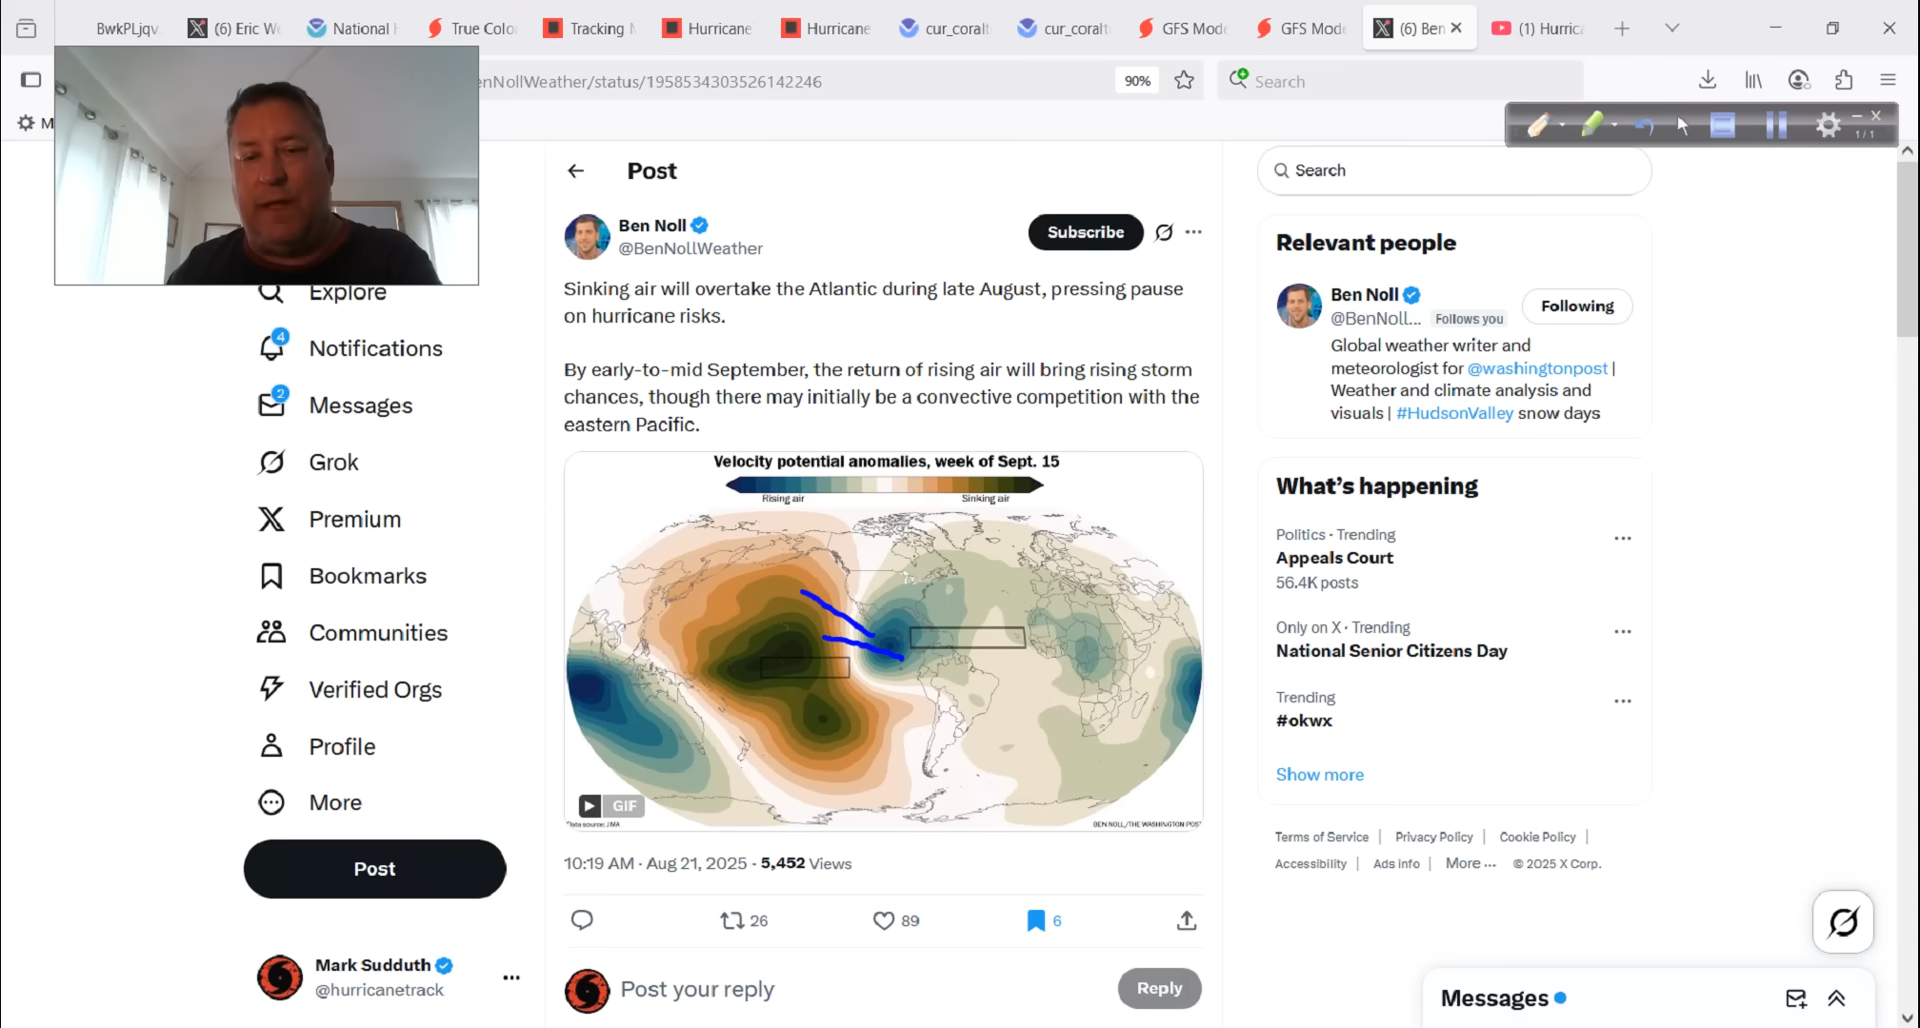 BwkPLjqv.
(6) Eric W
National H
True Colo
Tracking
Hurricane
Hurricane
cur_coralt
cur_coralt
GFS Mode
GFS Mode
(6) Ben
(1) Hurrica
enNollWeather/status/1958534303526142246
90%
Search
M
1/1
Explore
4
Notifications
2
Messages
Grok
Premium
Bookmarks
Communities
Verified Orgs
Profile
More
Post
Mark Sudduth
@hurricanetrack
Post
Ben Noll
@BenNollWeather
Subscribe
Sinking air will overtake the Atlantic during late August, pressing pause
on hurricane risks.
By early-to-mid September, the return of rising air will bring rising storm
chances, though there may initially be a convective competition with the
eastern Pacific.
Velocity potential anomalies, week of Sept. 15
Rising air
Sinking air
GIF
Data source: JMA
BEN NOLL/THE WASHINGTON POST
10:19 AM · Aug 21, 2025 · 5,452 Views
26
89
6
Post your reply
Reply
Search
Relevant people
Ben Noll
@BenNoll... Follows you
Following
Global weather writer and
meteorologist for @washingtonpost |
Weather and climate analysis and
visuals | #HudsonValley snow days
What's happening
Politics · Trending
Appeals Court
56.4K posts
Only on X · Trending
National Senior Citizens Day
Trending
#okwx
Show more
Terms of Service | Privacy Policy | Cookie Policy |
Accessibility | Ads info | More ... © 2025 X Corp.
Messages